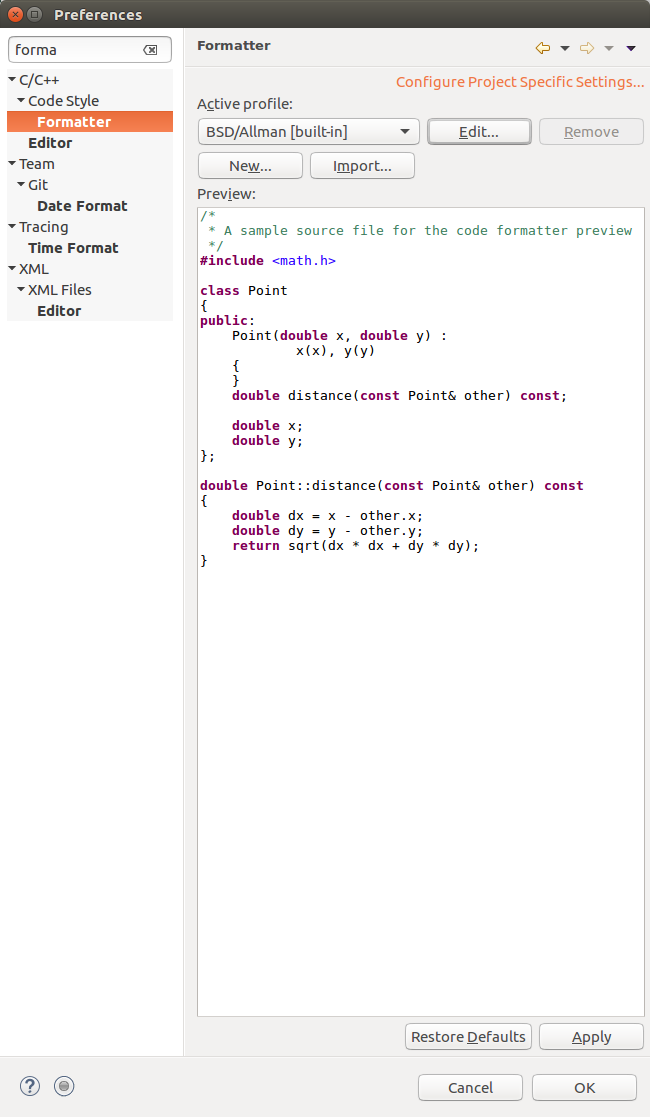 Preferences
forma
C/C++
Code Style
Formatter
Editor
Team
Git
Date Format
Tracing
Time Format
XML
XML Files
Editor
Formatter
Configure Project Specific Settings...
Active profile:
BSD/Allman [built-in]
Edit...
Remove
New...
Import...
Preview:
/*
 * A sample source file for the code formatter preview
 */
#include <math.h>

class Point
{
public:
    Point(double x, double y) :
            x(x), y(y)
    {
    }
    double distance(const Point& other) const;

    double x;
    double y;
};

double Point::distance(const Point& other) const
{
    double dx = x - other.x;
    double dy = y - other.y;
    return sqrt(dx * dx + dy * dy);
}
Restore Defaults
Apply
?
Cancel
OK